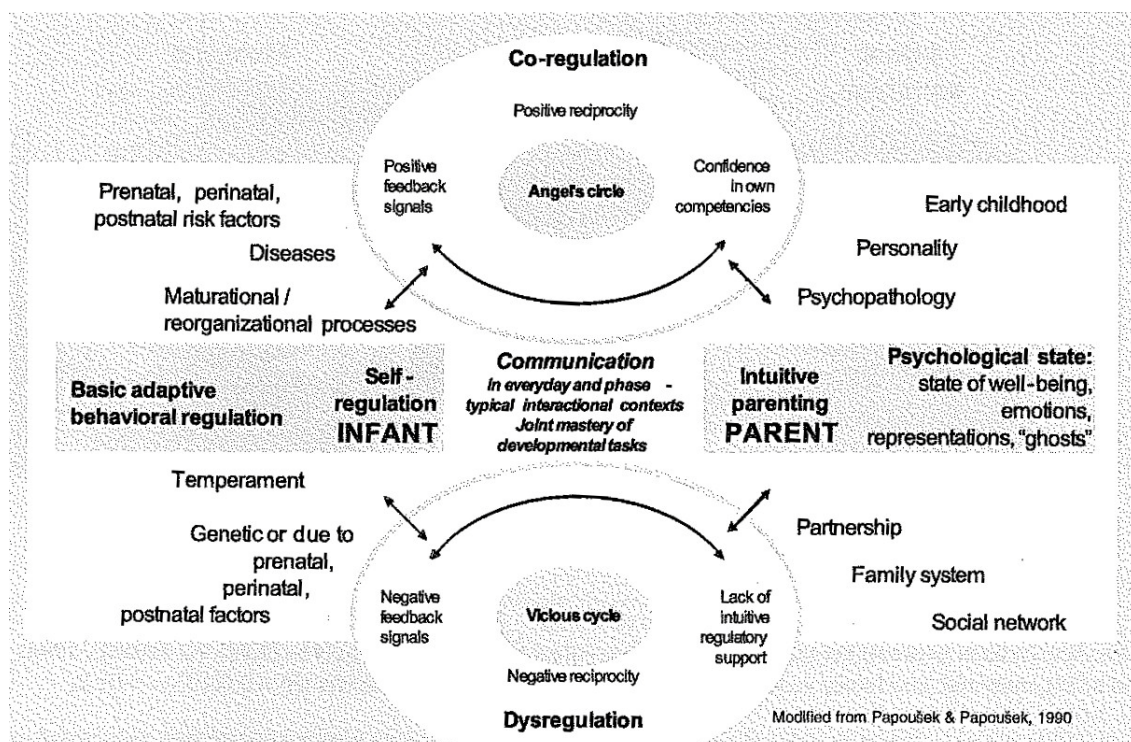 Co-regulation
Positive reciprocity
Positive
feedback
signals
Angel's circle
Confidence
in own
competencies
Prenatal, perinatal,
postnatal risk factors
Diseases
Maturational /
reorganizational processes
Early childhood
Personality
Psychopathology
Basic adaptive
behavioral regulation
Self-
regulation
INFANT
Communication
In everyday and phase -
typical interactional contexts
Joint mastery of
developmental tasks
Intuitive
parenting
PARENT
Psychological state:
state of well-being,
emotions,
representations, "ghosts"
Temperament
Genetic or due to
prenatal,
perinatal,
postnatal factors
Partnership
Family system
Social network
Negative
feedback
signals
Vicious cycle
Lack of
intuitive
regulatory
support
Negative reciprocity
Dysregulation
Modified from Papoušek & Papoušek, 1990